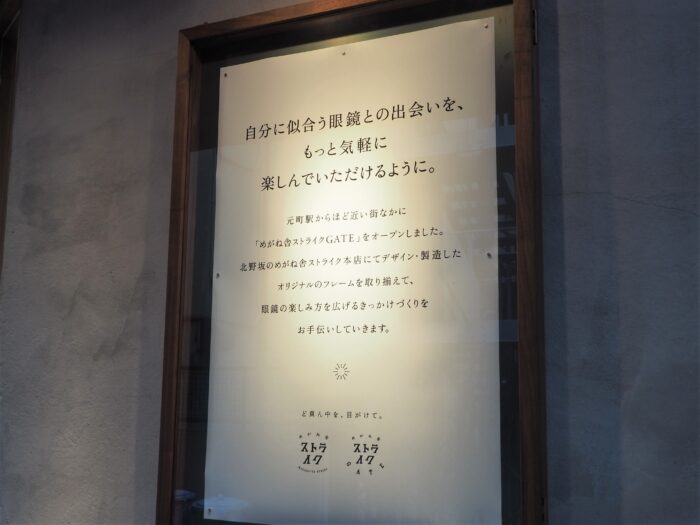 自分に似合う眼鏡との出会いを、
もっと気軽に
楽しんでいただけるように。
元町駅からほど近い街なかに
「めがね舎ストライクGATE」をオープンしました。
北野坂のめがね舎ストライク本店にてデザイン・製造した
オリジナルのフレームを取り揃えて、
眼鏡の楽しみ方を広げるきっかけづくりを
お手伝いしていきます。
ど真ん中を、目がけて。
めがね舎
ストラ
イク
めがね舎
ストラ
イク